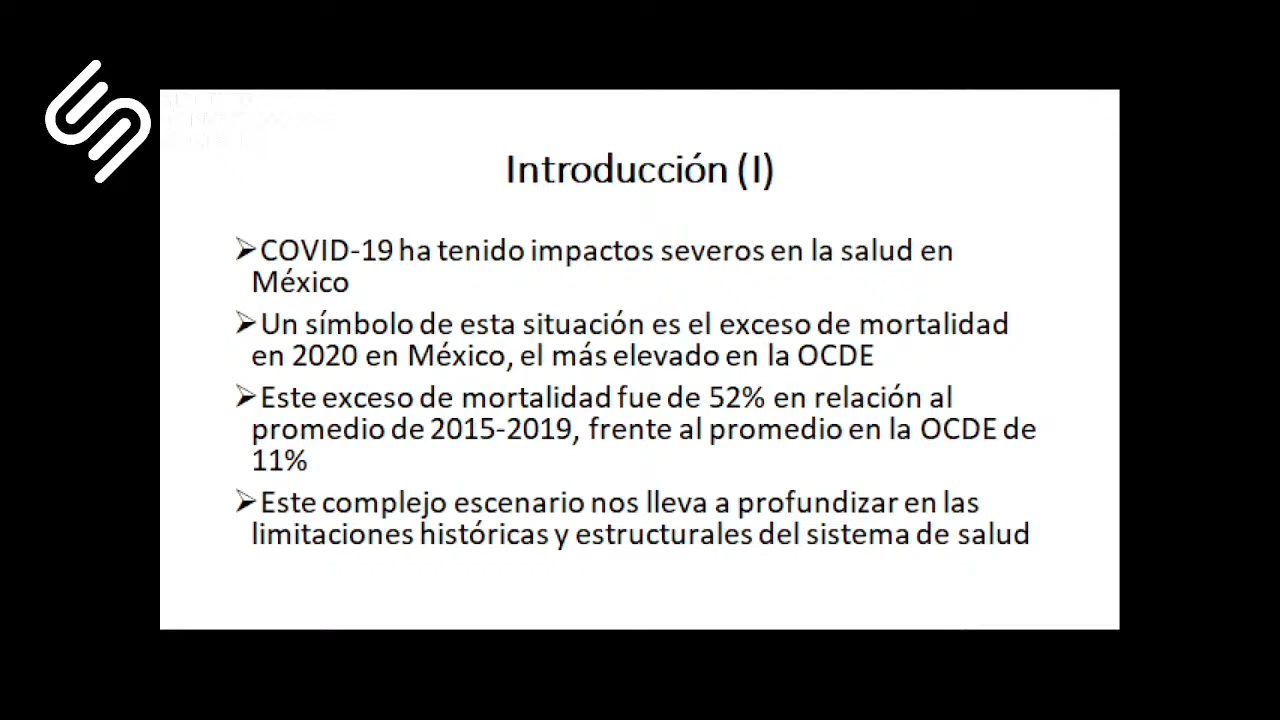 Introducción (I)
➢COVID-19 ha tenido impactos severos en la salud en
México
➢Un símbolo de esta situación es el exceso de mortalidad
en 2020 en México, el más elevado en la OCDE
➢Este exceso de mortalidad fue de 52% en relación al
promedio de 2015-2019, frente al promedio en la OCDE de
11%
➢Este complejo escenario nos lleva a profundizar en las
limitaciones históricas y estructurales del sistema de salud